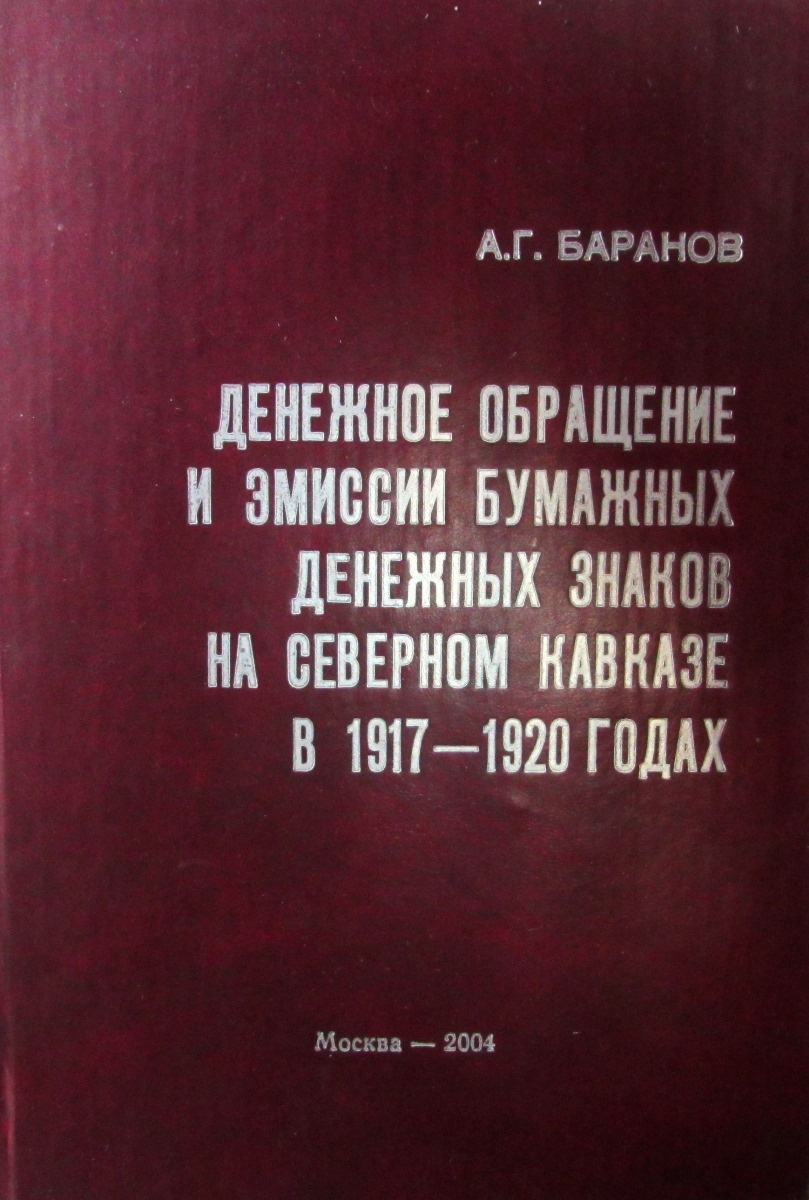 А.Г. БАРАНОВ
ДЕНЕЖНОЕ ОБРАЩЕНИЕ
И ЭМИССИИ БУМАЖНЫХ
ДЕНЕЖНЫХ ЗНАКОВ
НА СЕВЕРНОМ КАВКАЗЕ
В 1917—1920 ГОДАХ
Москва — 2004